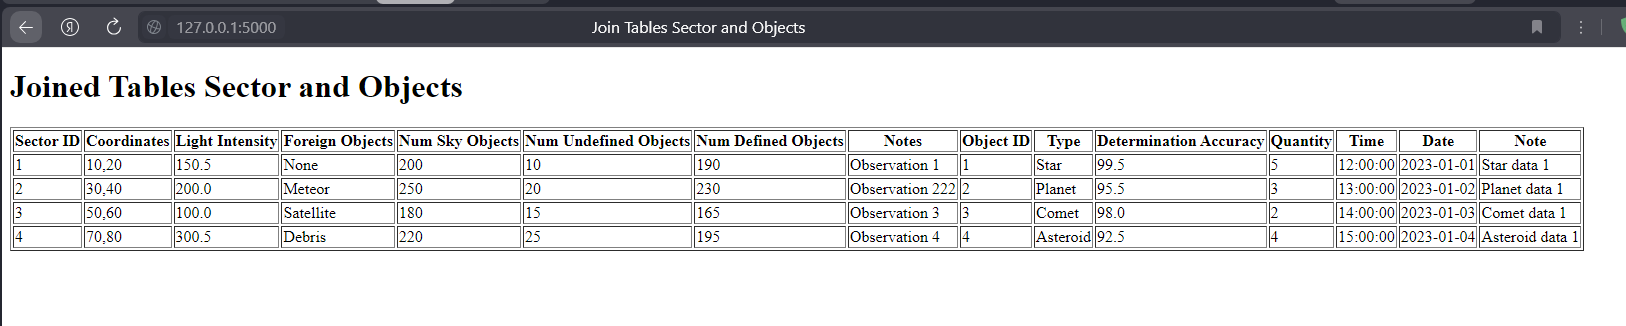 127.0.0.1:5000 Join Tables Sector and Objects
Joined Tables Sector and Objects
Sector ID Coordinates Light Intensity Foreign Objects Num Sky Objects Num Undefined Objects Num Defined Objects Notes Object ID Type Determination Accuracy Quantity Time Date Note
1 10,20 150.5 None 200 10 190 Observation 1 1 Star 99.5 5 12:00:00 2023-01-01 Star data 1
2 30,40 200.0 Meteor 250 20 230 Observation 222 2 Planet 95.5 3 13:00:00 2023-01-02 Planet data 1
3 50,60 100.0 Satellite 180 15 165 Observation 3 3 Comet 98.0 2 14:00:00 2023-01-03 Comet data 1
4 70,80 300.5 Debris 220 25 195 Observation 4 4 Asteroid 92.5 4 15:00:00 2023-01-04 Asteroid data 1